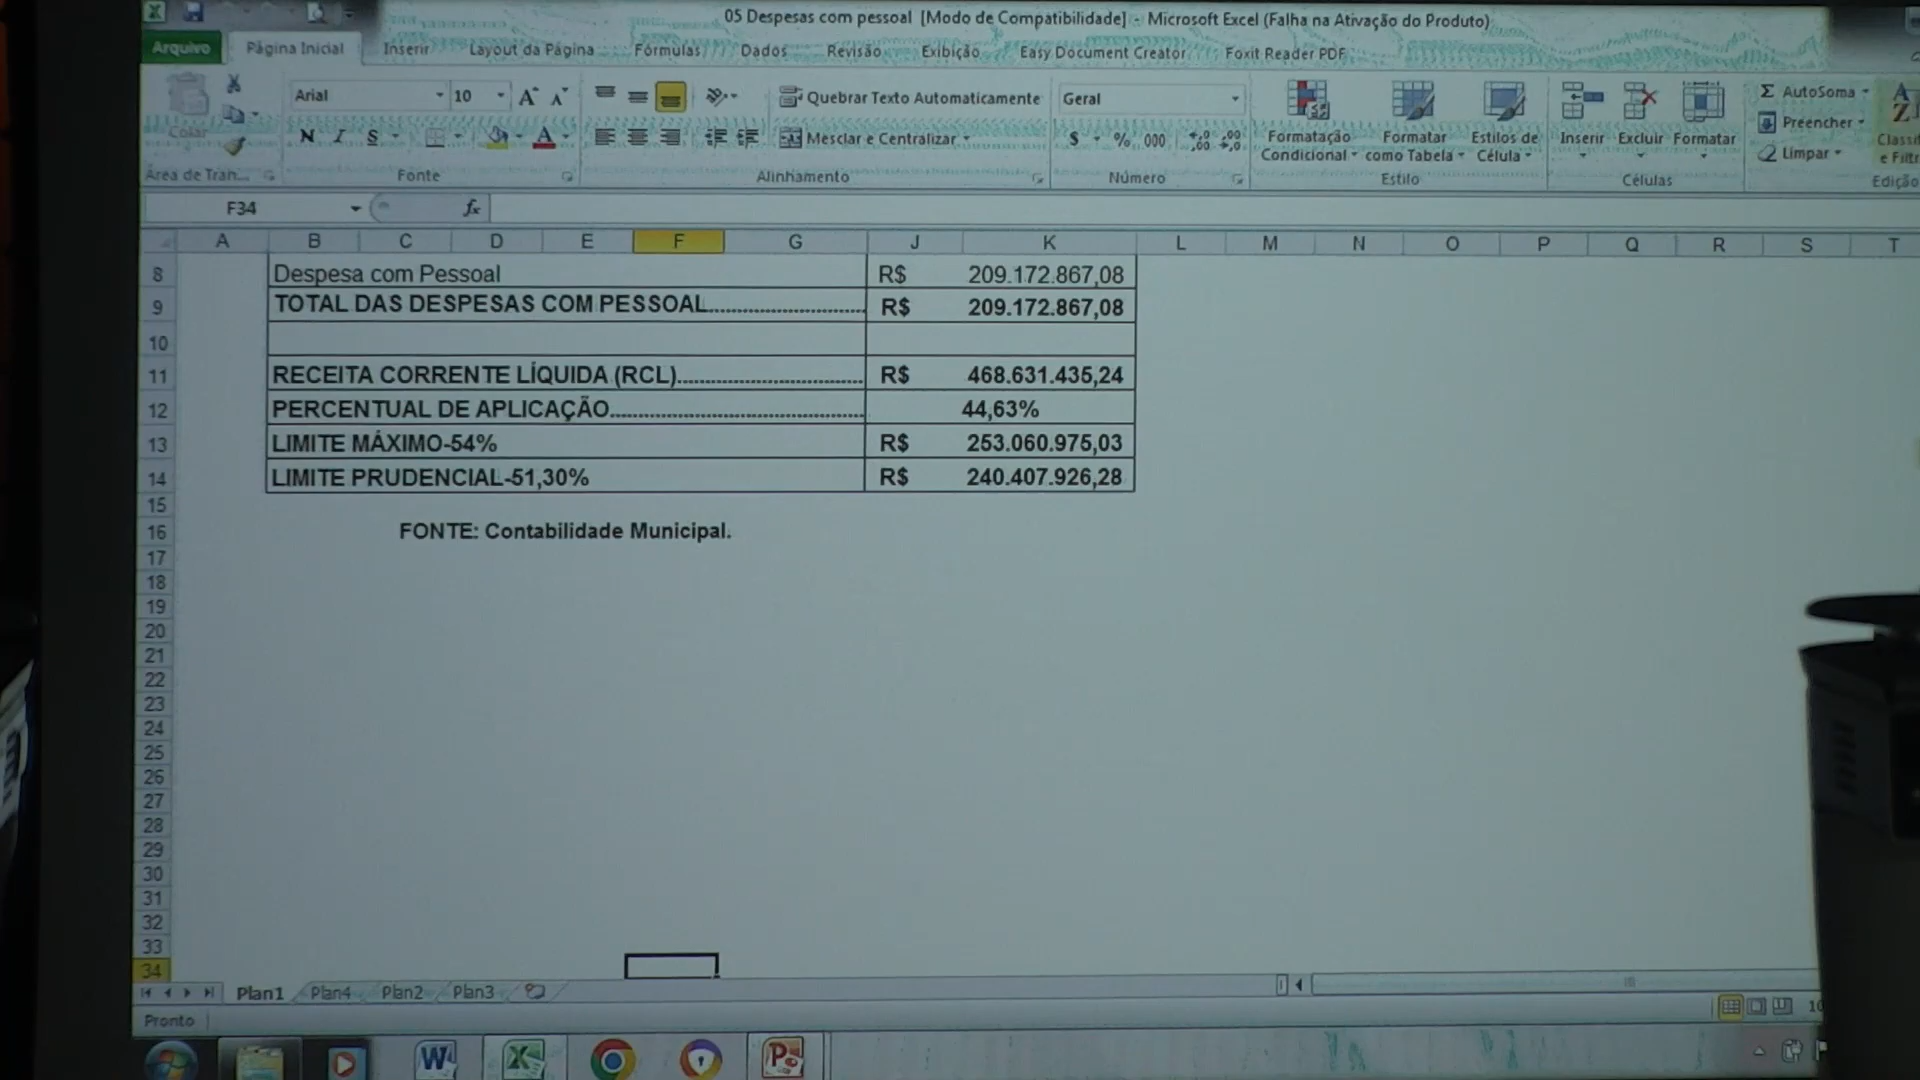 05 Despesas com pessoal [Modo de Compatibilidade] - Microsoft Excel (Falha na Ativação do Produto)
Arquivo Página Inicial Inserir Layout da Página Fórmulas Dados Revisão Exibição Easy Document Creator Foxit Reader PDF
Arial 10 Quebrar Texto Automaticamente Geral AutoSoma
Colar N I S Mesclar e Centralizar $ % 000 Formatação Condicional Formatar como Tabela Estilos de Célula Inserir Excluir Formatar Preencher
Limpar
Área de Tran... Fonte Alinhamento Número Estilo Células Edição
F34 fx
A B C D E F G J K L M N O P Q R S T
8 Despesa com Pessoal R$ 209.172.867,08
9 TOTAL DAS DESPESAS COM PESSOAL R$ 209.172.867,08
10
11 RECEITA CORRENTE LÍQUIDA (RCL) R$ 468.631.435,24
12 PERCENTUAL DE APLICAÇÃO 44,63%
13 LIMITE MÁXIMO-54% R$ 253.060.975,03
14 LIMITE PRUDENCIAL-51,30% R$ 240.407.926,28
15
16 FONTE: Contabilidade Municipal.
17
18
19
20
21
22
23
24
25
26
27
28
29
30
31
32
33
34
Plan1 Plan4 Plan2 Plan3
Pronto